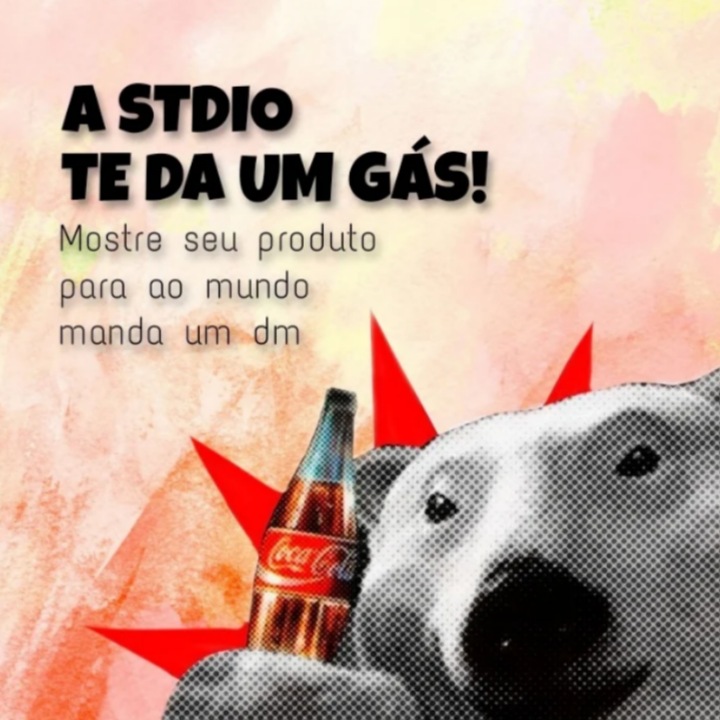 A STDIO
TE DA UM GÁS!
Mostre seu produto
para ao mundo
manda um dm
Coca-Cola